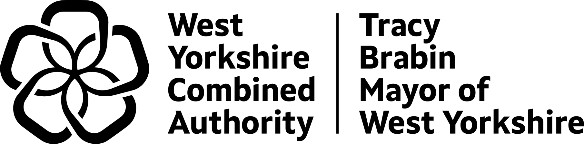 West
Yorkshire
Combined
Authority
Tracy
Brabin
Mayor of
West Yorkshire